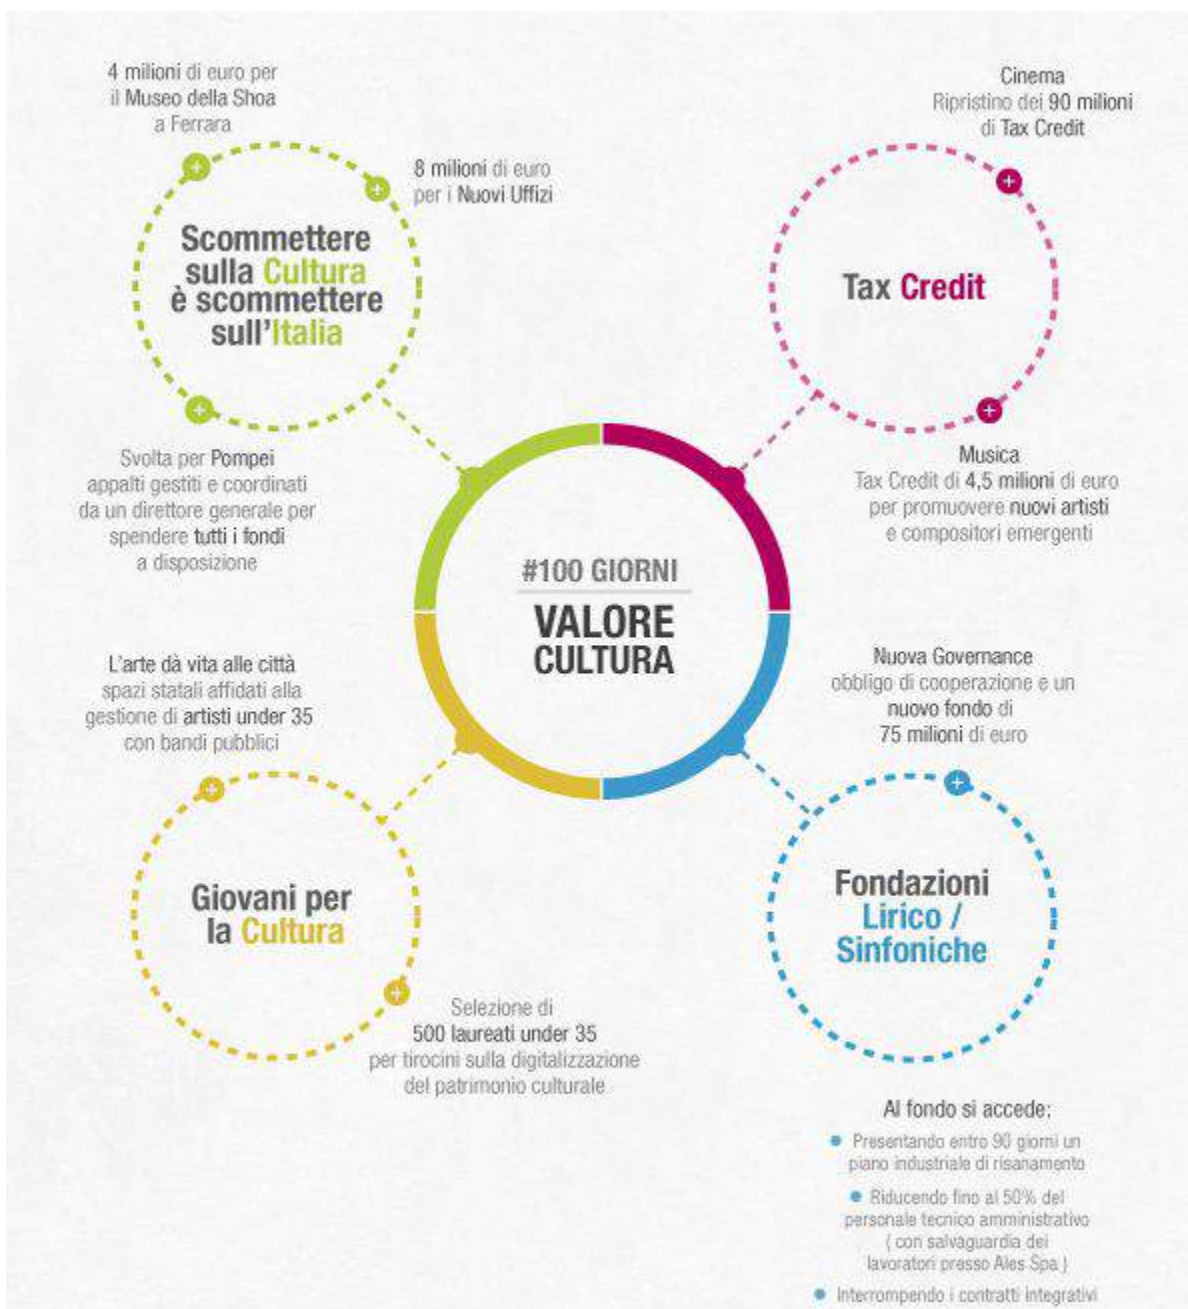 4 milioni di euro per
il Museo della Shoa
a Ferrara
8 milioni di euro
per i Nuovi Uffizi
Scommettere
sulla Cultura
è scommettere
sull'Italia
Svolta per Pompei
appalti gestiti e coordinati
da un direttore generale per
spendere tutti i fondi
a disposizione
Cinema
Ripristino dei 90 milioni
di Tax Credit
Tax Credit
Musica
Tax Credit di 4,5 milioni di euro
per promuovere nuovi artisti
e compositori emergenti
#100 GIORNI
VALORE
CULTURA
L'arte dà vita alle città
spazi statali affidati alla
gestione di artisti under 35
con bandi pubblici
Giovani per
la Cultura
Selezione di
500 laureati under 35
per tirocini sulla digitalizzazione
del patrimonio culturale
Nuova Governance
obbligo di cooperazione e un
nuovo fondo di
75 milioni di euro
Fondazioni
Lirico /
Sinfoniche
Al fondo si accede:
Presentando entro 90 giorni un
piano industriale di risanamento
Riducendo fino al 50% del
personale tecnico amministrativo
( con salvaguardia dei
lavoratori presso Ales Spa )
Interrompendo i contratti integrativi